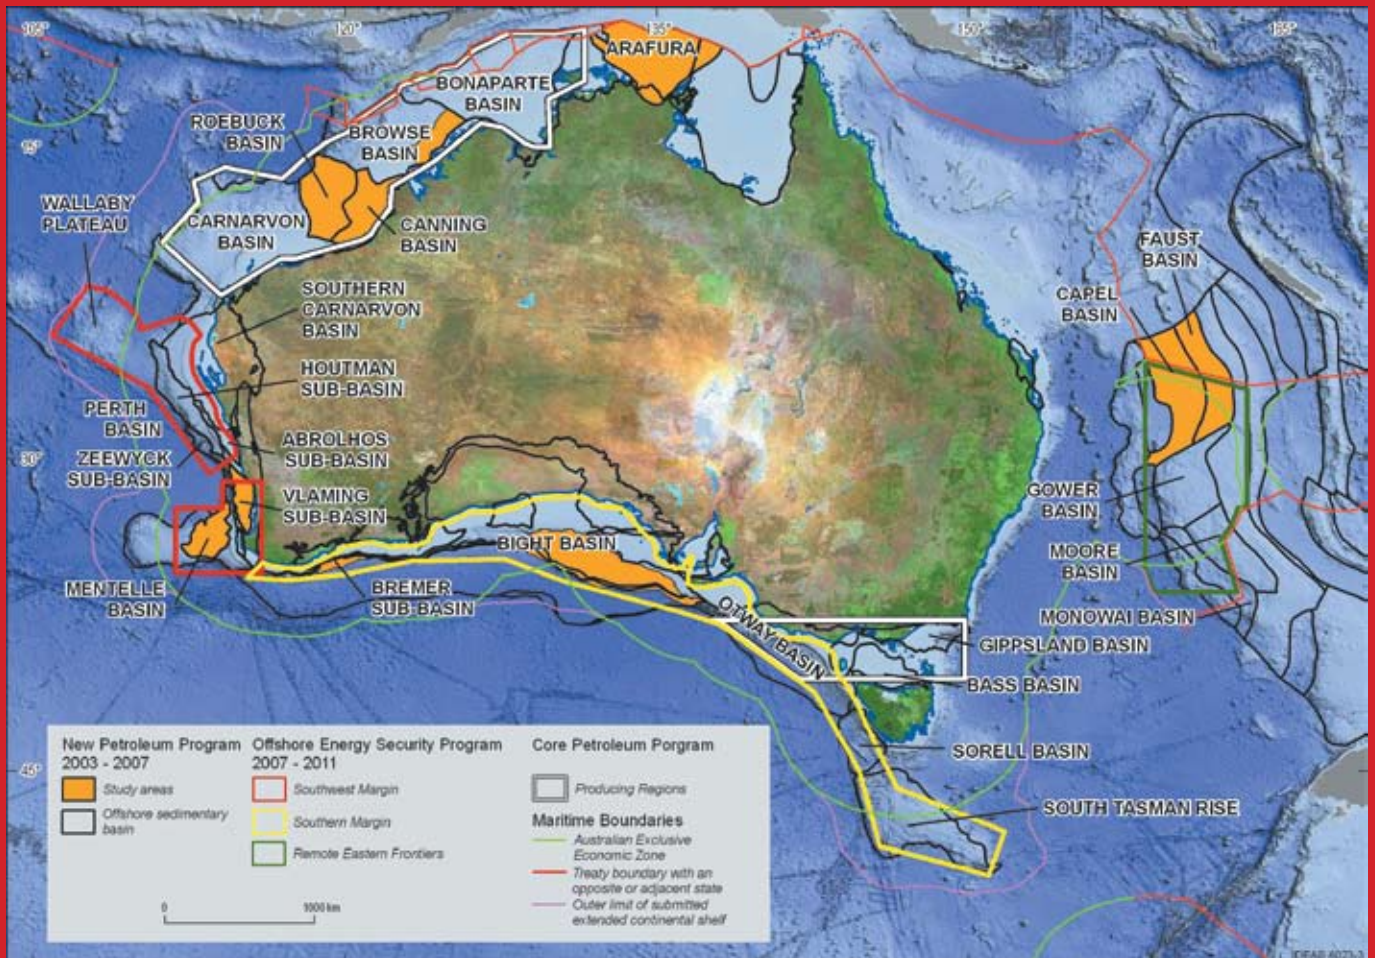 105°
120°
135°
150°
165°
ARAFURA
BONAPARTE
BASIN
ROEBUCK
BASIN
BROWSE
BASIN
15°
WALLABY
PLATEAU
CARNARVON
BASIN
CANNING
BASIN
FAUST
BASIN
CAPEL
BASIN
SOUTHERN
CARNARVON
BASIN
HOUTMAN
SUB-BASIN
PERTH
BASIN
ABROLHOS
SUB-BASIN
30°
ZEEWYCK
SUB-BASIN
VLAMING
SUB-BASIN
GOWER
BASIN
BIGHT BASIN
MOORE
BASIN
MENTELLE
BASIN
BREMER
SUB-BASIN
OTWAY BASIN
MONOWAI BASIN
GIPPSLAND BASIN
BASS BASIN
SORELL BASIN
SOUTH TASMAN RISE
45°
New Petroleum Program
2003 - 2007
Study areas
Offshore sedimentary
basin
Offshore Energy Security Program
2007 - 2011
Southwest Margin
Southern Margin
Remote Eastern Frontiers
Core Petroleum Porgram
Producing Regions
Maritime Boundaries
Australian Exclusive
Economic Zone
Treaty boundary with an
opposite or adjacent state
Outer limit of submitted
extended continental shelf
0
1000 km